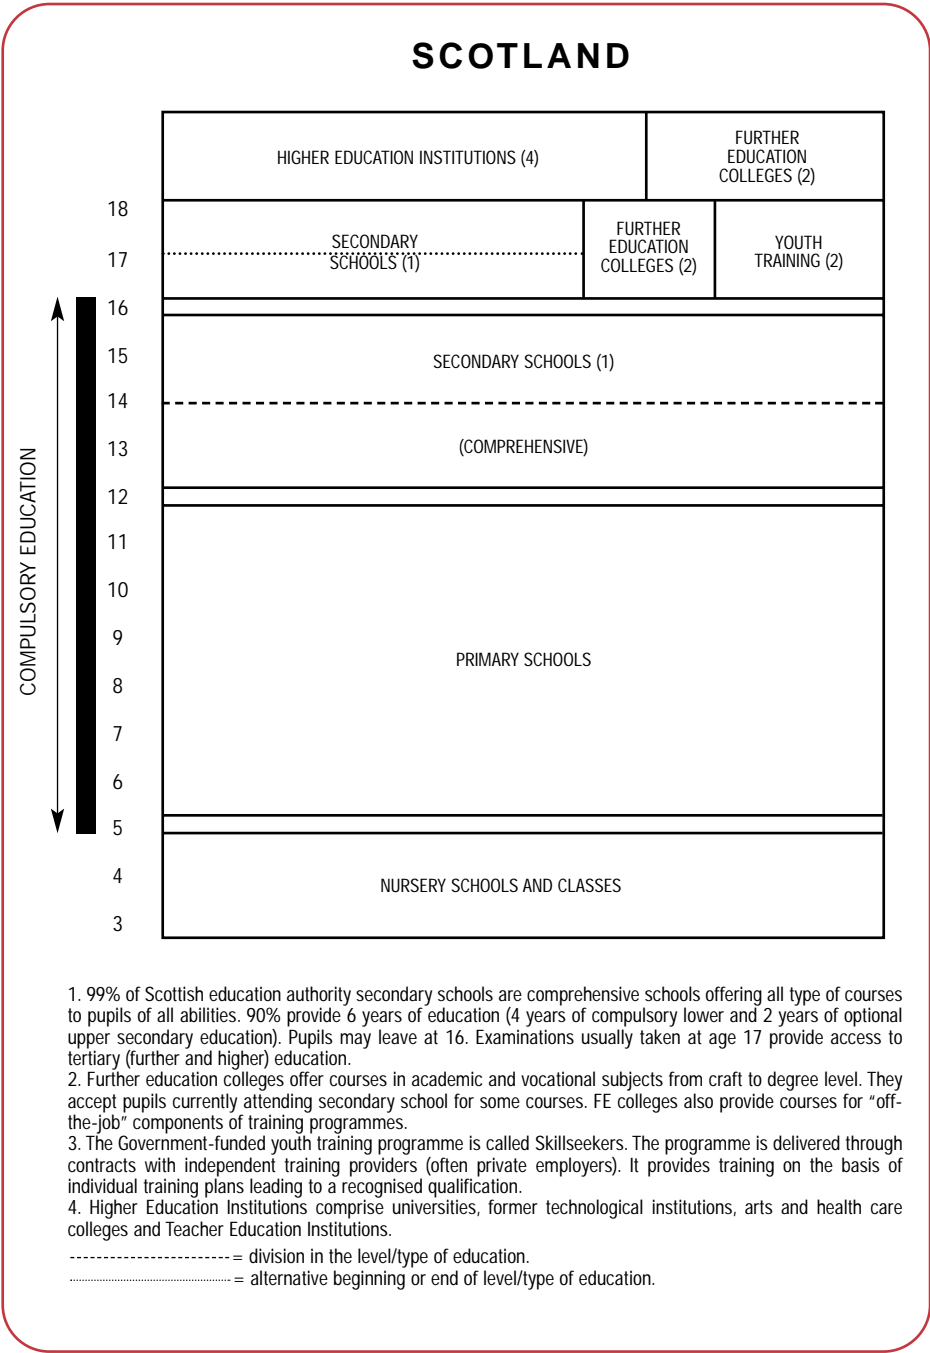 SCOTLAND
HIGHER EDUCATION INSTITUTIONS (4)
FURTHER
EDUCATION
COLLEGES (2)
18
SECONDARY
SCHOOLS (1)
FURTHER
EDUCATION
COLLEGES (2)
YOUTH
TRAINING (2)
17
16
15
SECONDARY SCHOOLS (1)
14
13
(COMPREHENSIVE)
12
COMPULSORY EDUCATION
11
10
9
PRIMARY SCHOOLS
8
7
6
5
4
NURSERY SCHOOLS AND CLASSES
3
1. 99% of Scottish education authority secondary schools are comprehensive schools offering all type of courses
to pupils of all abilities. 90% provide 6 years of education (4 years of compulsory lower and 2 years of optional
upper secondary education). Pupils may leave at 16. Examinations usually taken at age 17 provide access to
tertiary (further and higher) education.
2. Further education colleges offer courses in academic and vocational subjects from craft to degree level. They
accept pupils currently attending secondary school for some courses. FE colleges also provide courses for “off-
the-job” components of training programmes.
3. The Government-funded youth training programme is called Skillseekers. The programme is delivered through
contracts with independent training providers (often private employers). It provides training on the basis of
individual training plans leading to a recognised qualification.
4. Higher Education Institutions comprise universities, former technological institutions, arts and health care
colleges and Teacher Education Institutions.
= division in the level/type of education.
= alternative beginning or end of level/type of education.